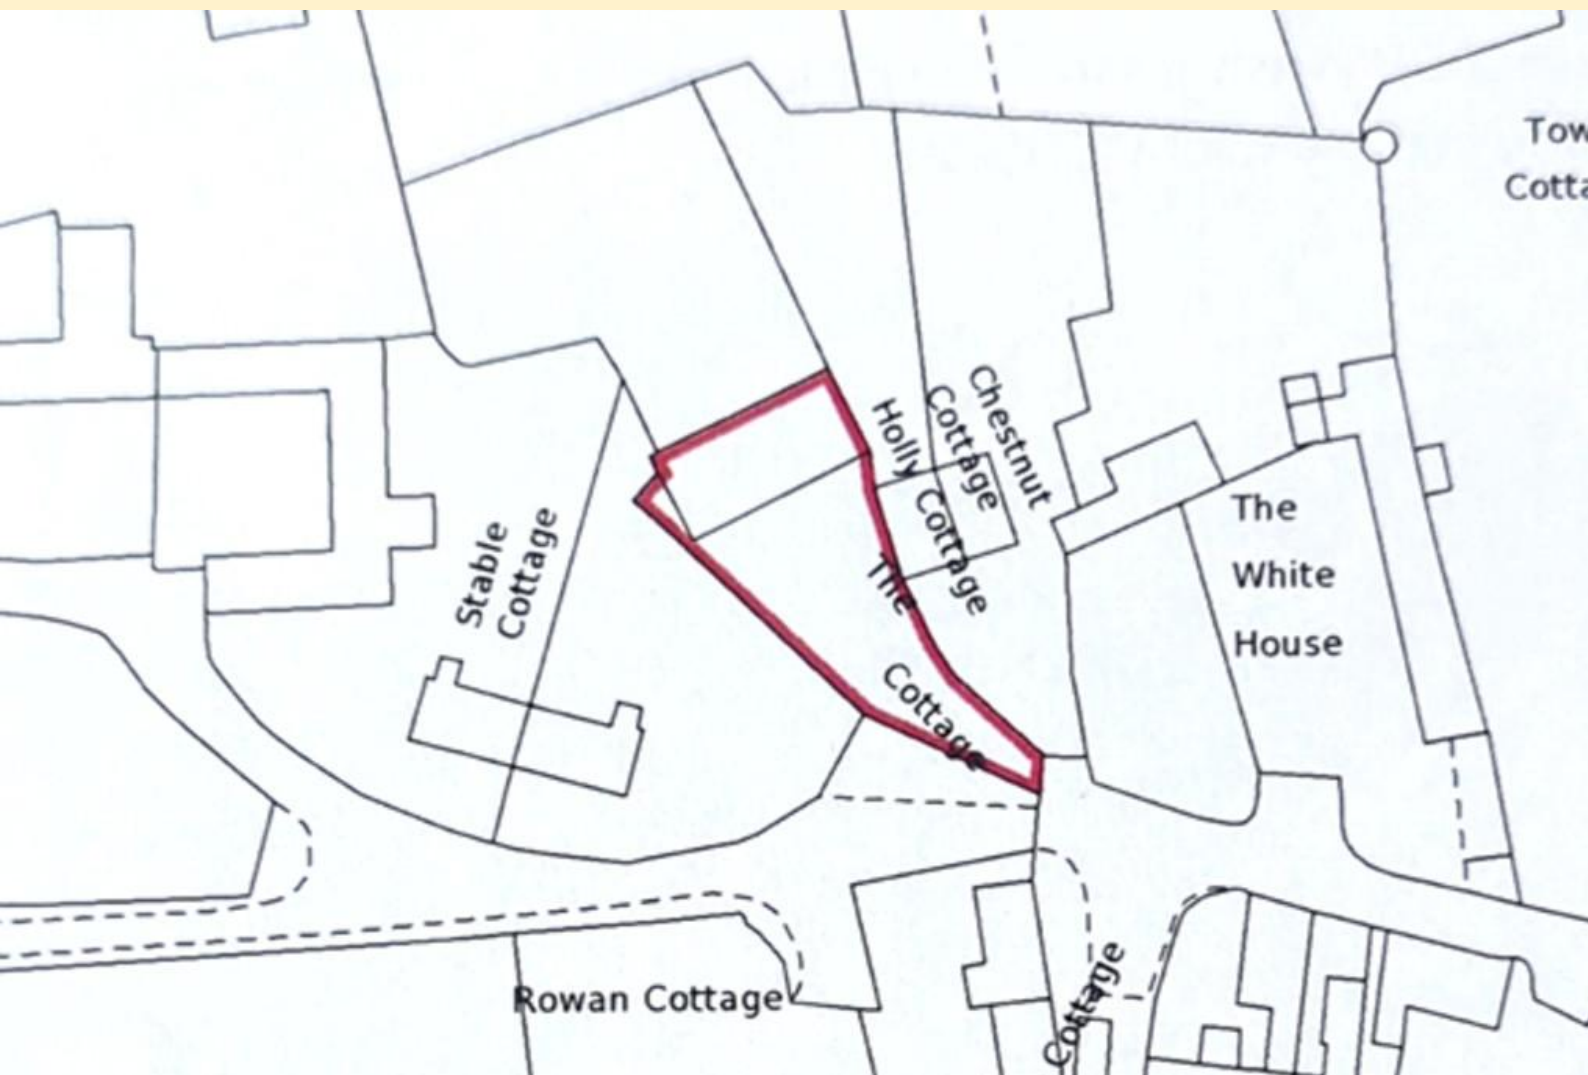 Tow
Cotta
Chestnut
Cottage
Holly
Cottage
The
Cottage
Stable
Cottage
The
White
House
Rowan Cottage
Cottage